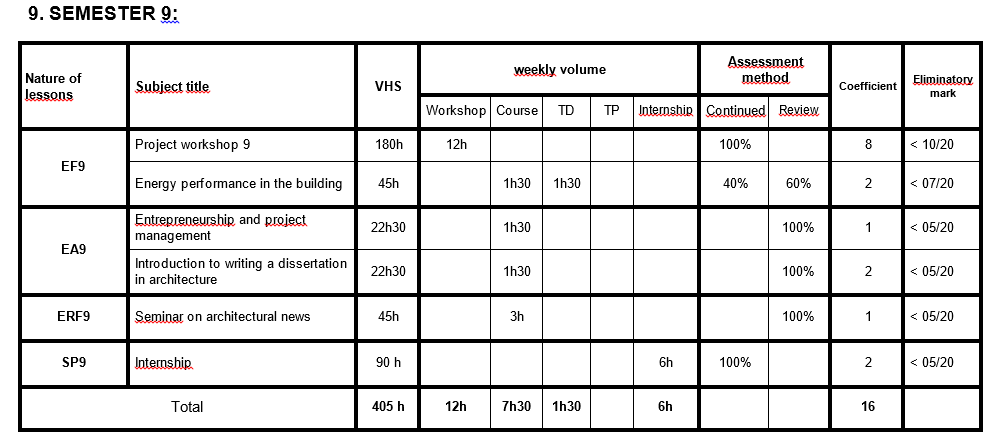 9. SEMESTER 9:
Nature of lessons | Subject title | VHS | weekly volume | Assessment method | Coefficient | Eliminatory mark
Workshop | Course | TD | TP | Internship | Continued | Review
EF9 | Project workshop 9 | 180h | 12h | 100% | 8 | < 10/20
Energy performance in the building | 45h | 1h30 | 1h30 | 40% | 60% | 2 | < 07/20
EA9 | Entrepreneurship and project management | 22h30 | 1h30 | 100% | 1 | < 05/20
Introduction to writing a dissertation in architecture | 22h30 | 1h30 | 100% | 2 | < 05/20
ERF9 | Seminar on architectural news | 45h | 3h | 100% | 1 | < 05/20
SP9 | Internship | 90 h | 6h | 100% | 2 | < 05/20
Total | 405 h | 12h | 7h30 | 1h30 | 6h | 16